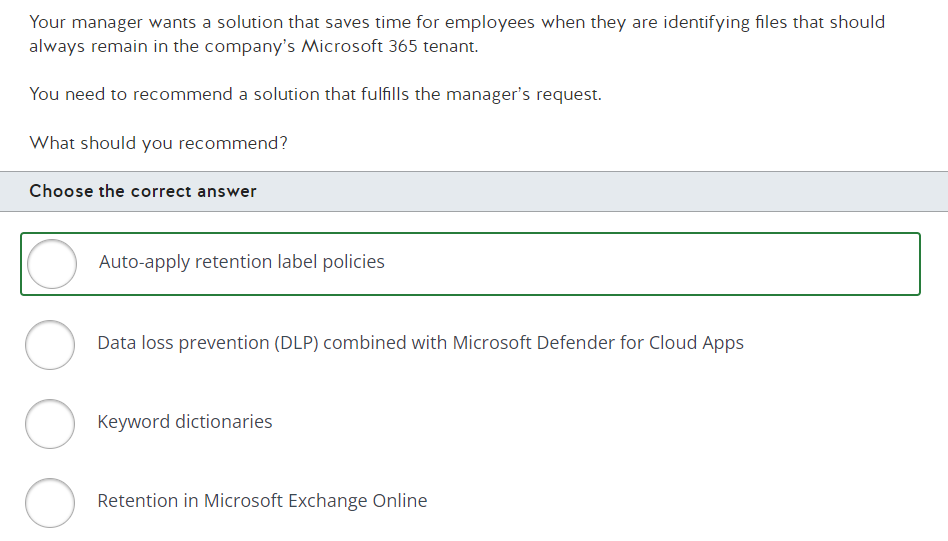 Your manager wants a solution that saves time for employees when they are identifying files that should
always remain in the company’s Microsoft 365 tenant.
You need to recommend a solution that fulfills the manager’s request.
What should you recommend?
Choose the correct answer
Auto-apply retention label policies
Data loss prevention (DLP) combined with Microsoft Defender for Cloud Apps
Keyword dictionaries
Retention in Microsoft Exchange Online